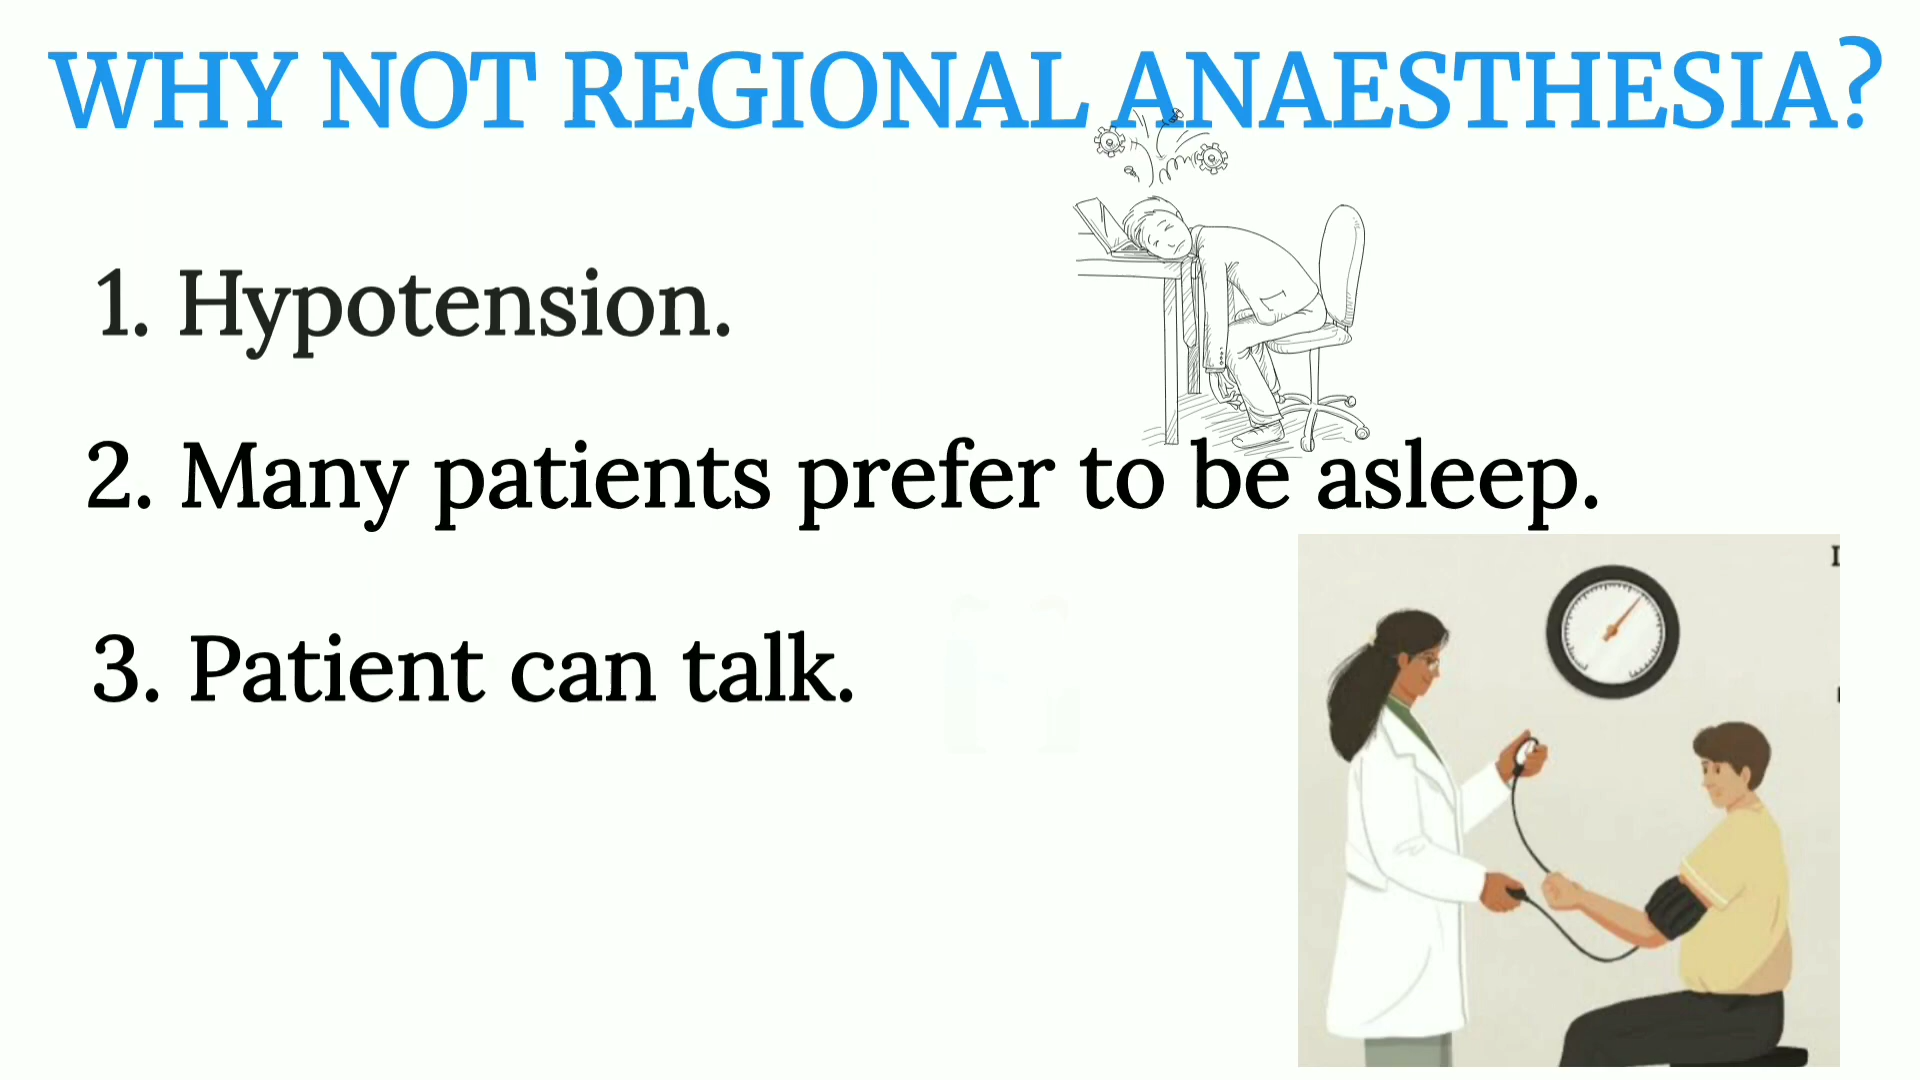 WHY NOT REGIONAL ANAESTHESIA?
1. Hypotension.
2. Many patients prefer to be asleep.
3. Patient can talk.